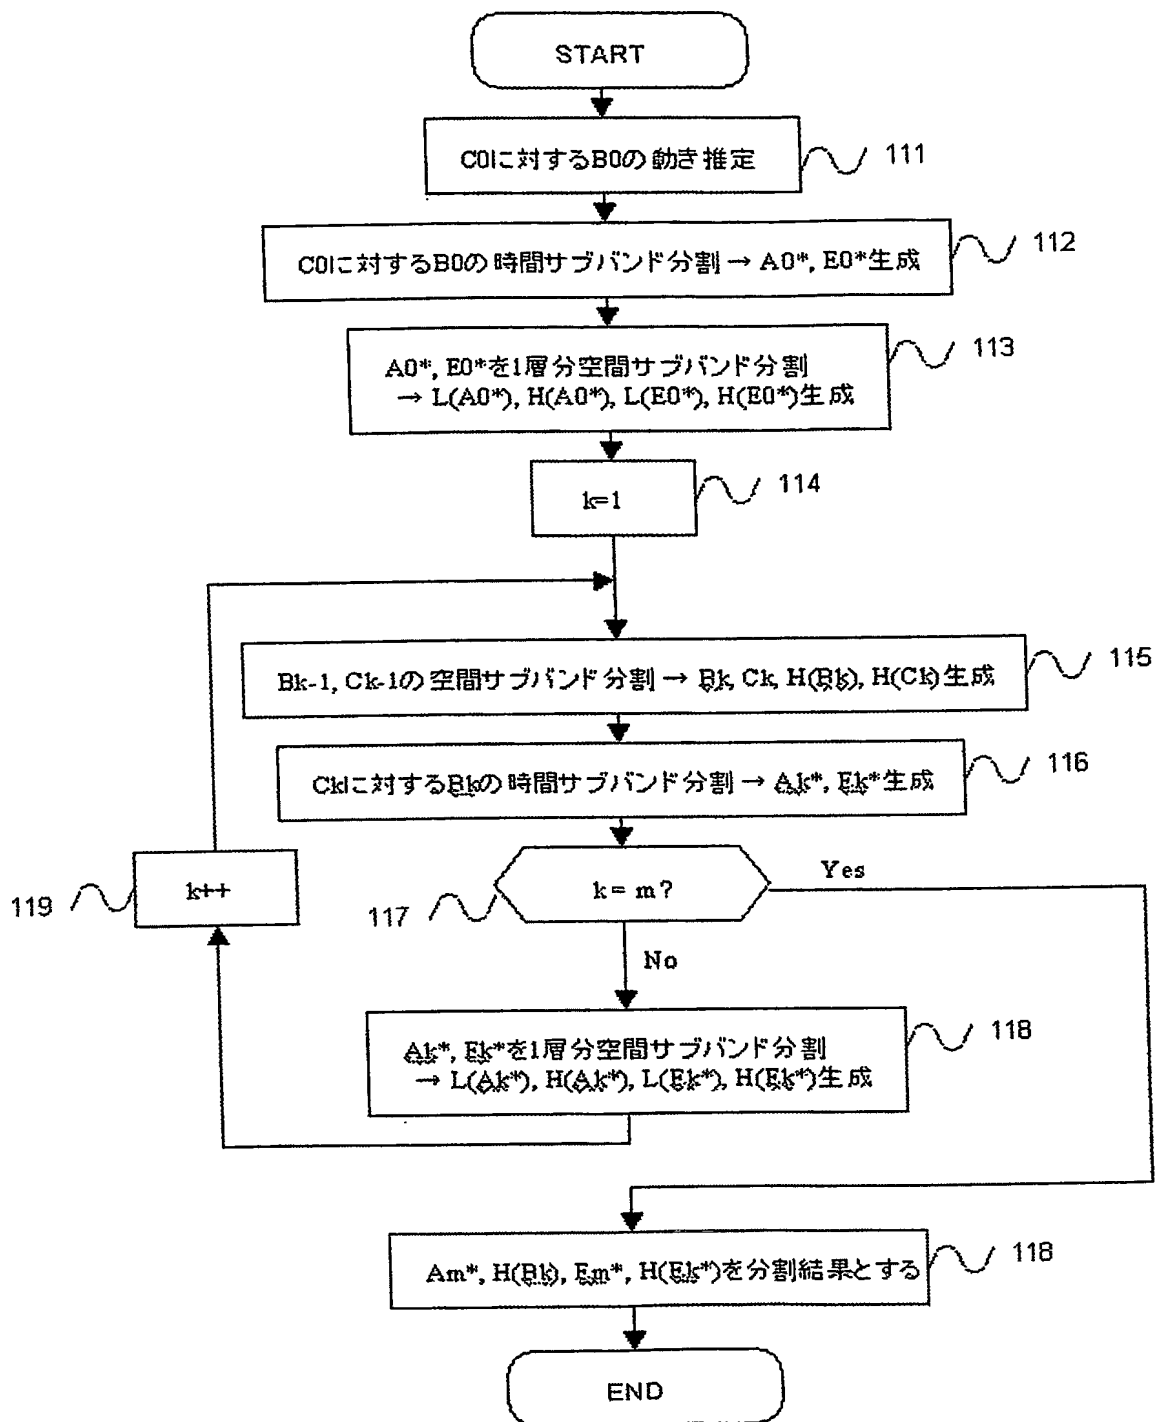 START
C0に対するB0の動き推定
111
C0に対するB0の時間サブバンド分割→ A0*, E0*生成
112
A0*, E0*を1層分空間サブバンド分割
→ L(A0*), H(A0*), L(E0*), H(E0*)生成
113
k=1
114
Bk-1, Ck-1の空間サブバンド分割→ Bk, Ck, H(Bk), H(Ck)生成
115
Ckに対するBkの時間サブバンド分割→ Ak*, Ek*生成
116
k++
119
k= m?
117
Yes
No
Ak*, Ek*を1層分空間サブバンド分割
→ L(Ak*), H(Ak*), L(Ek*), H(Ek*)生成
118
Am*, H(Bk), Em*, H(Ek*)を分割結果とする
118
END